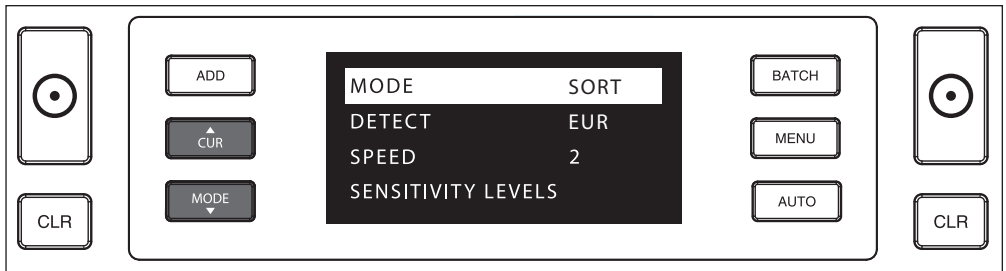 ADD
CUR
MODE
CLR
MODE SORT
DETECT EUR
SPEED 2
SENSITIVITY LEVELS
BATCH
MENU
AUTO
CLR